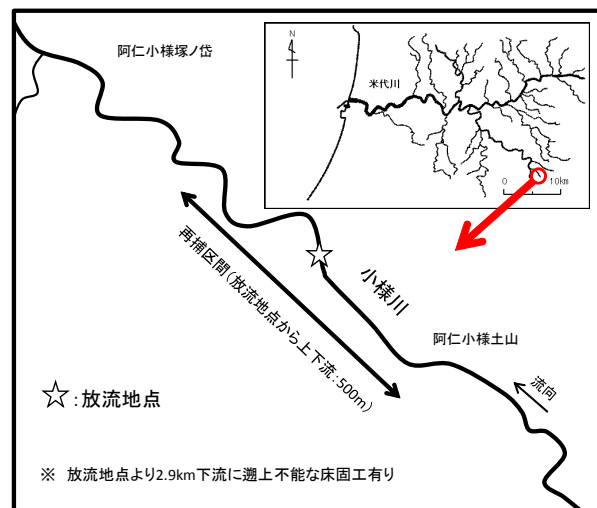 阿仁小様塚ノ岱
N
米代川
0 10km
再捕区間(放流地点から上下流:500m)
小様川
阿仁小様土山
流向
☆:放流地点
※ 放流地点より2.9km下流に遡上不能な床固工有り